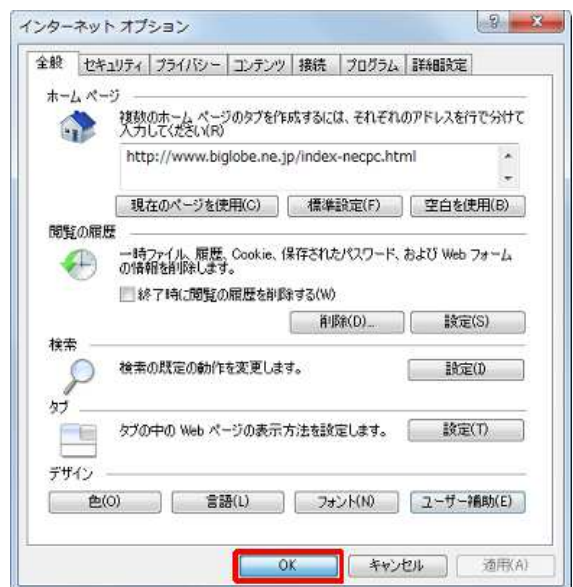 インターネット オプション
全般 セキュリティ プライバシー コンテンツ 接続 プログラム 詳細設定
ホーム ページ
複数のホーム ページのタブを作成するには、それぞれのアドレスを行で分けて
入力してください(R)
http://www.biglobe.ne.jp/index-necpc.html
現在のページを使用(C) 標準設定(F) 空白を使用(B)
閲覧の履歴
一時ファイル、履歴、Cookie、保存されたパスワード、および Web フォーム
の情報を削除します。
終了時に閲覧の履歴を削除する(W)
削除(D)... 設定(S)
検索
検索の既定の動作を変更します。 設定(I)
タブ
タブの中の Web ページの表示方法を設定します。 設定(T)
デザイン
色(O) 言語(L) フォント(N) ユーザー補助(E)
OK キャンセル 適用(A)